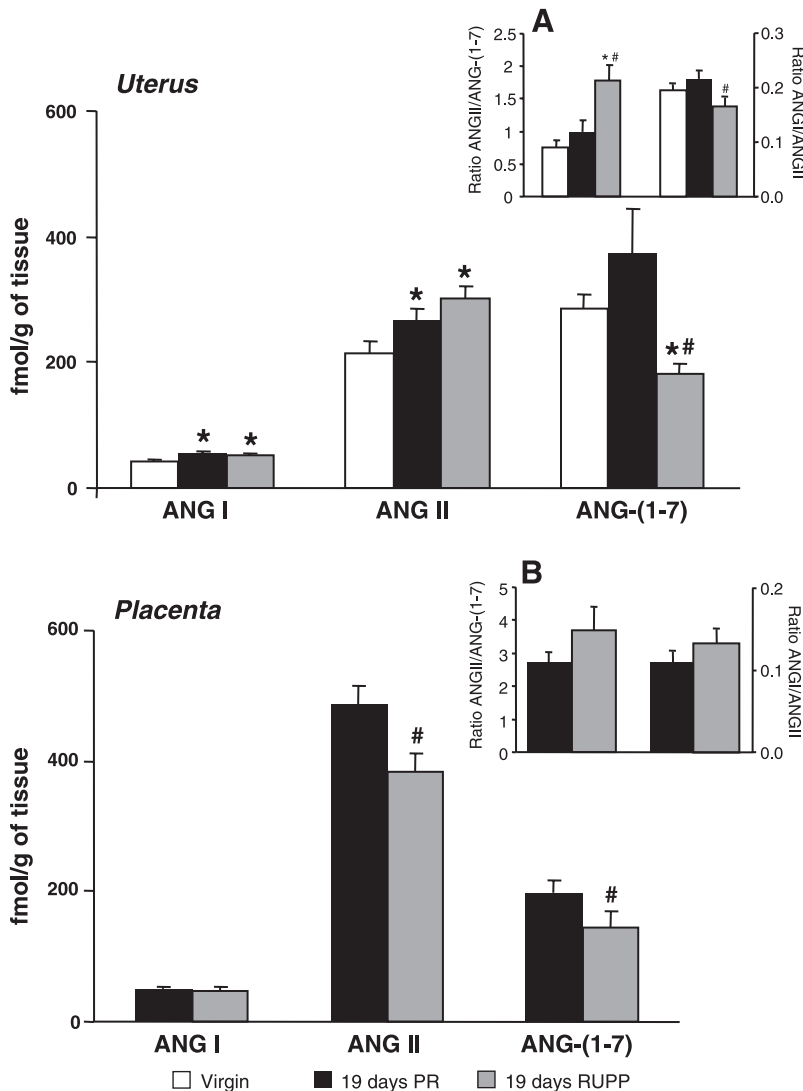 A
Uterus
Ratio ANGII/ANG-(1-7)
2.5
2
1.5
1
0.5
0
* #
#
0.3
0.2
0.1
0.0
Ratio ANGI/ANGII
fmol/g of tissue
600
400
200
0
*
*
*
*
*#
ANG I
ANG II
ANG-(1-7)
B
Placenta
Ratio ANGII/ANG-(1-7)
5
4
3
2
1
0
0.2
0.1
0.0
Ratio ANGI/ANGII
fmol/g of tissue
600
400
200
0
#
#
ANG I
ANG II
ANG-(1-7)
Virgin
19 days PR
19 days RUPP